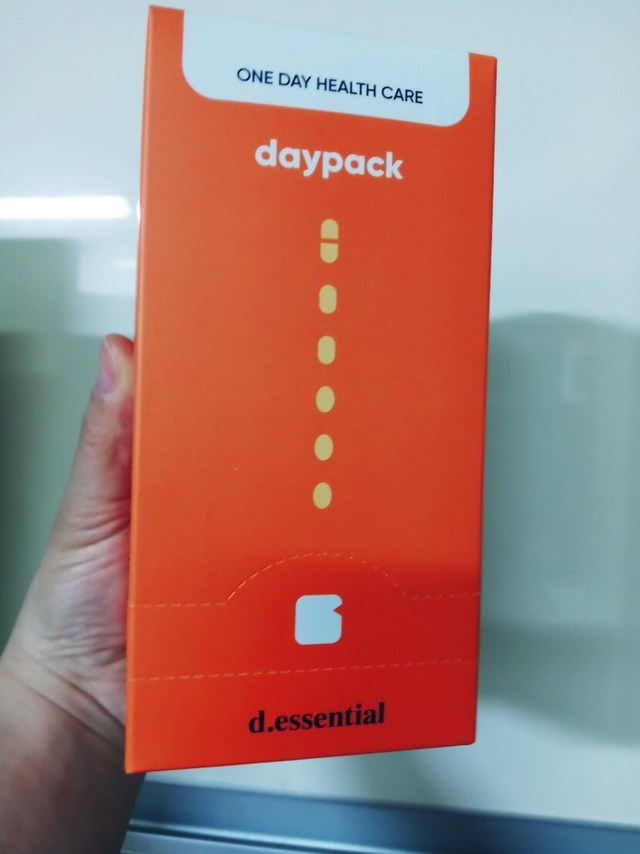 ONE DAY HEALTH CARE
daypack
d.essential